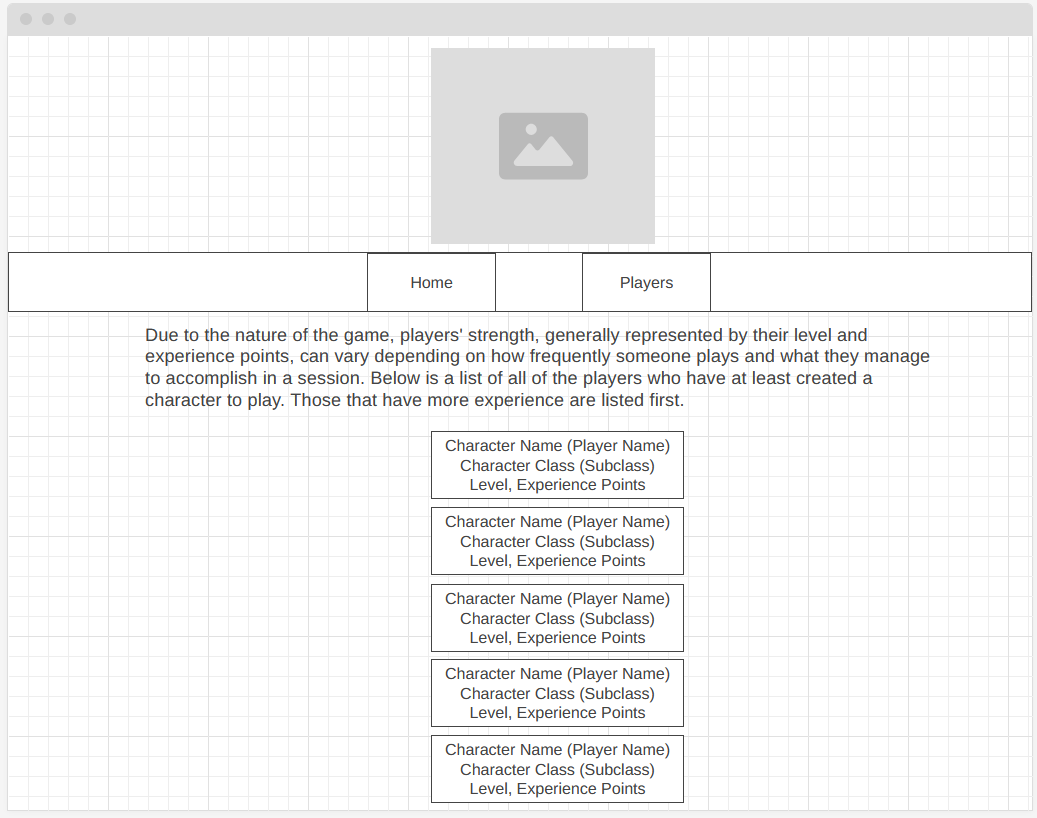 Home
Players
Due to the nature of the game, players' strength, generally represented by their level and
experience points, can vary depending on how frequently someone plays and what they manage
to accomplish in a session. Below is a list of all of the players who have at least created a
character to play. Those that have more experience are listed first.
Character Name (Player Name)
Character Class (Subclass)
Level, Experience Points
Character Name (Player Name)
Character Class (Subclass)
Level, Experience Points
Character Name (Player Name)
Character Class (Subclass)
Level, Experience Points
Character Name (Player Name)
Character Class (Subclass)
Level, Experience Points
Character Name (Player Name)
Character Class (Subclass)
Level, Experience Points